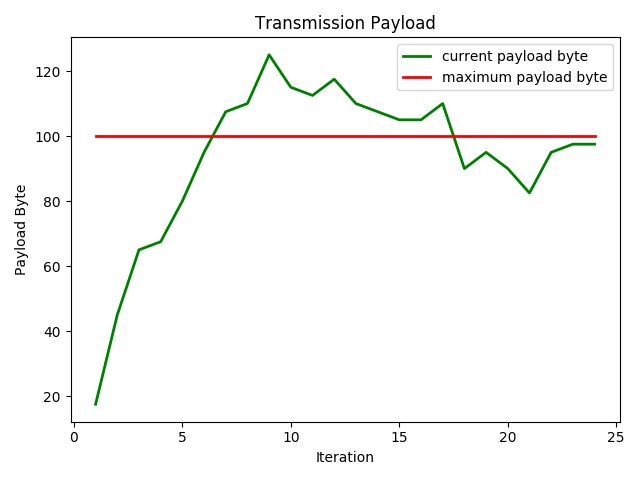 Transmission Payload
current payload byte
maximum payload byte
120
100
80
60
40
20
Payload Byte
0
5
10
15
20
25
Iteration